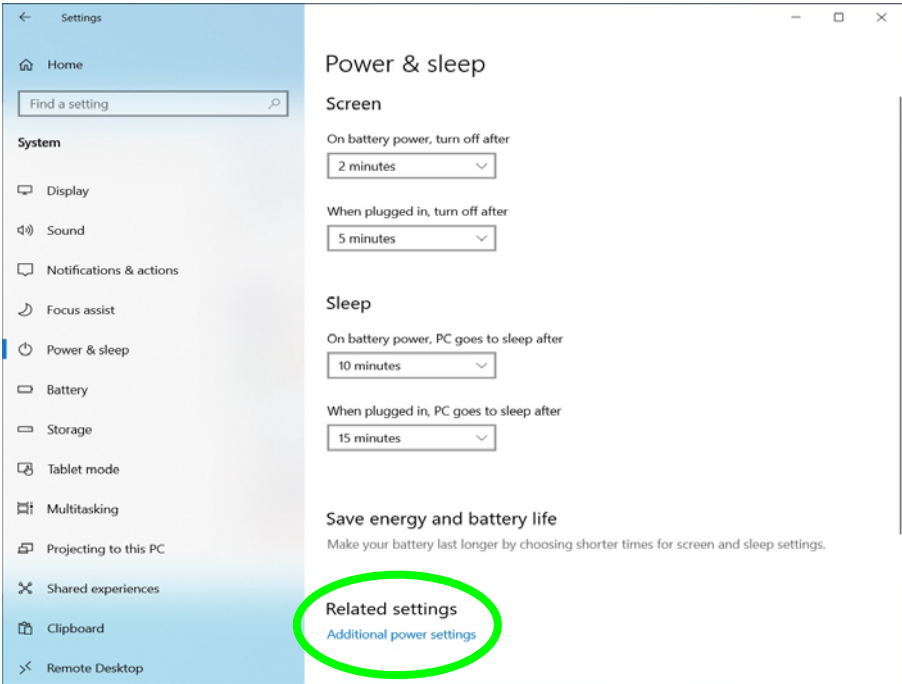 Settings
Home
Find a setting
System
Display
Sound
Notifications & actions
Focus assist
Power & sleep
Battery
Storage
Tablet mode
Multitasking
Projecting to this PC
Shared experiences
Clipboard
Remote Desktop
Power & sleep
Screen
On battery power, turn off after
2 minutes
When plugged in, turn off after
5 minutes
Sleep
On battery power, PC goes to sleep after
10 minutes
When plugged in, PC goes to sleep after
15 minutes
Save energy and battery life
Make your battery last longer by choosing shorter times for screen and sleep settings.
Related settings
Additional power settings